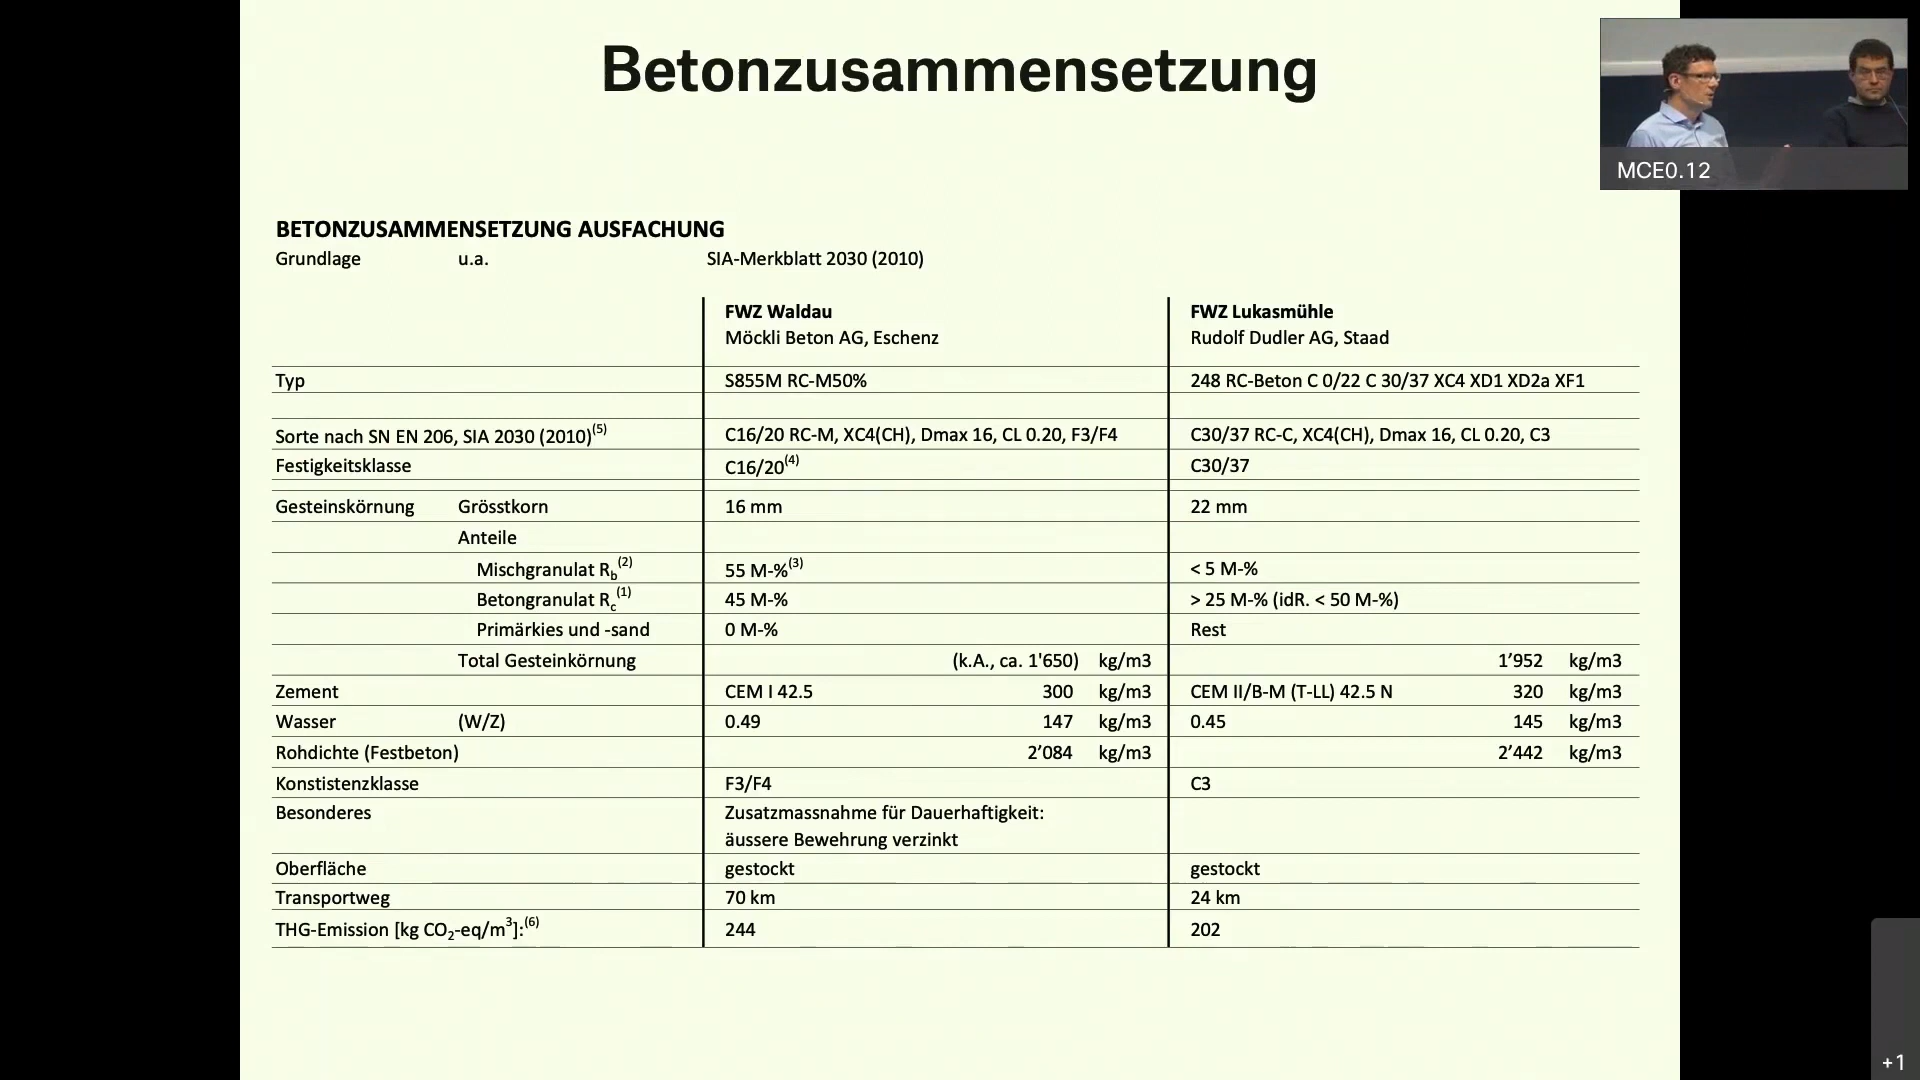 Betonzusammensetzung
MCE0.12
BETONZUSAMMENSETZUNG AUSFACHUNG
Grundlage u.a. SIA-Merkblatt 2030 (2010)
FWZ Waldau FWZ Lukasmühle
Möckli Beton AG, Eschenz Rudolf Dudler AG, Staad
Typ S855M RC-M50% 248 RC-Beton C 0/22 C 30/37 XC4 XD1 XD2a XF1
Sorte nach SN EN 206, SIA 2030 (2010)(5) C16/20 RC-M, XC4(CH), Dmax 16, CL 0.20, F3/F4 C30/37 RC-C, XC4(CH), Dmax 16, CL 0.20, C3
Festigkeitsklasse C16/20(4) C30/37
Gesteinskörnung Grösstkorn 16 mm 22 mm
Anteile
Mischgranulat Rb(2) 55 M-%(3) < 5 M-%
Betongranulat Rc(1) 45 M-% > 25 M-% (idR. < 50 M-%)
Primärkies und -sand 0 M-% Rest
Total Gesteinkörnung (k.A., ca. 1'650) kg/m3 1’952 kg/m3
Zement CEM I 42.5 300 kg/m3 CEM II/B-M (T-LL) 42.5 N 320 kg/m3
Wasser (W/Z) 0.49 147 kg/m3 0.45 145 kg/m3
Rohdichte (Festbeton) 2’084 kg/m3 2’442 kg/m3
Konstistenzklasse F3/F4 C3
Besonderes Zusatzmassnahme für Dauerhaftigkeit:
äussere Bewehrung verzinkt
Oberfläche gestockt gestockt
Transportweg 70 km 24 km
THG-Emission [kg CO2-eq/m3]:(6) 244 202
+1